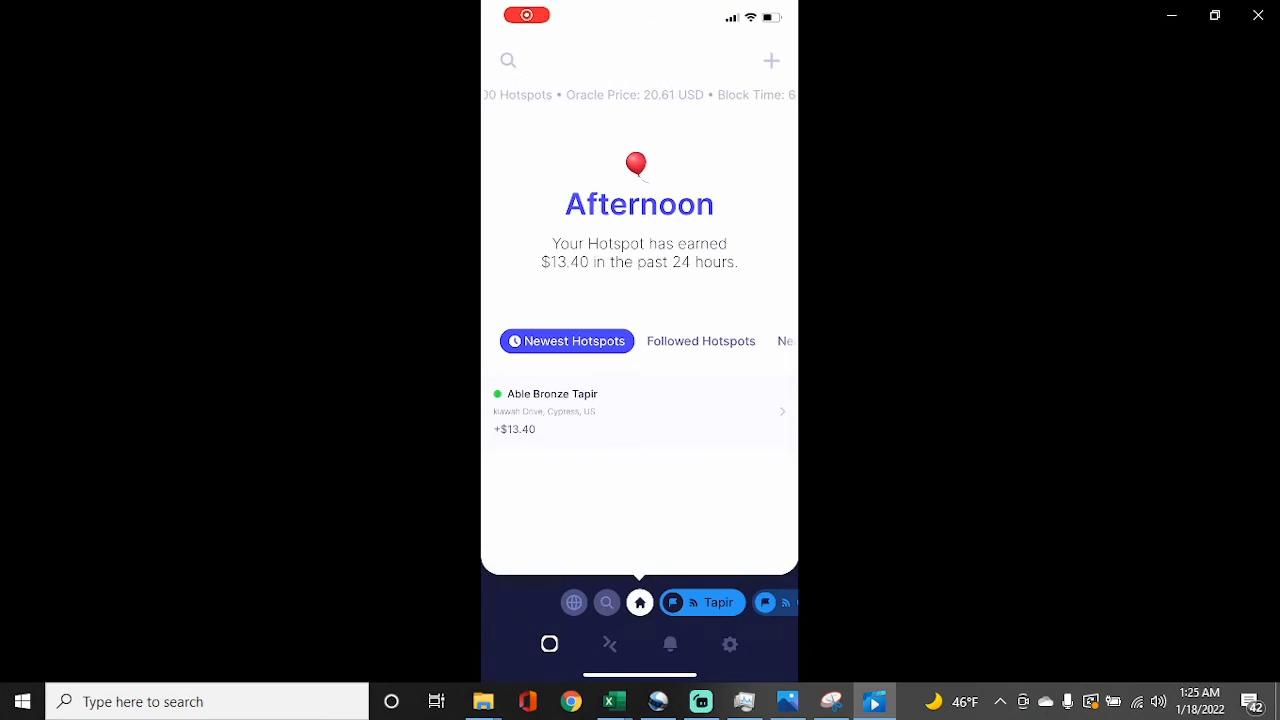 00 Hotspots • Oracle Price: 20.61 USD • Block Time: 6
Afternoon
Your Hotspot has earned
$13.40 in the past 24 hours.
Newest Hotspots
Followed Hotspots
Ne
Able Bronze Tapir
kiawah Drive, Cypress, US
+$13.40
Tapir
Type here to search
1:25 AM
1/18/2022